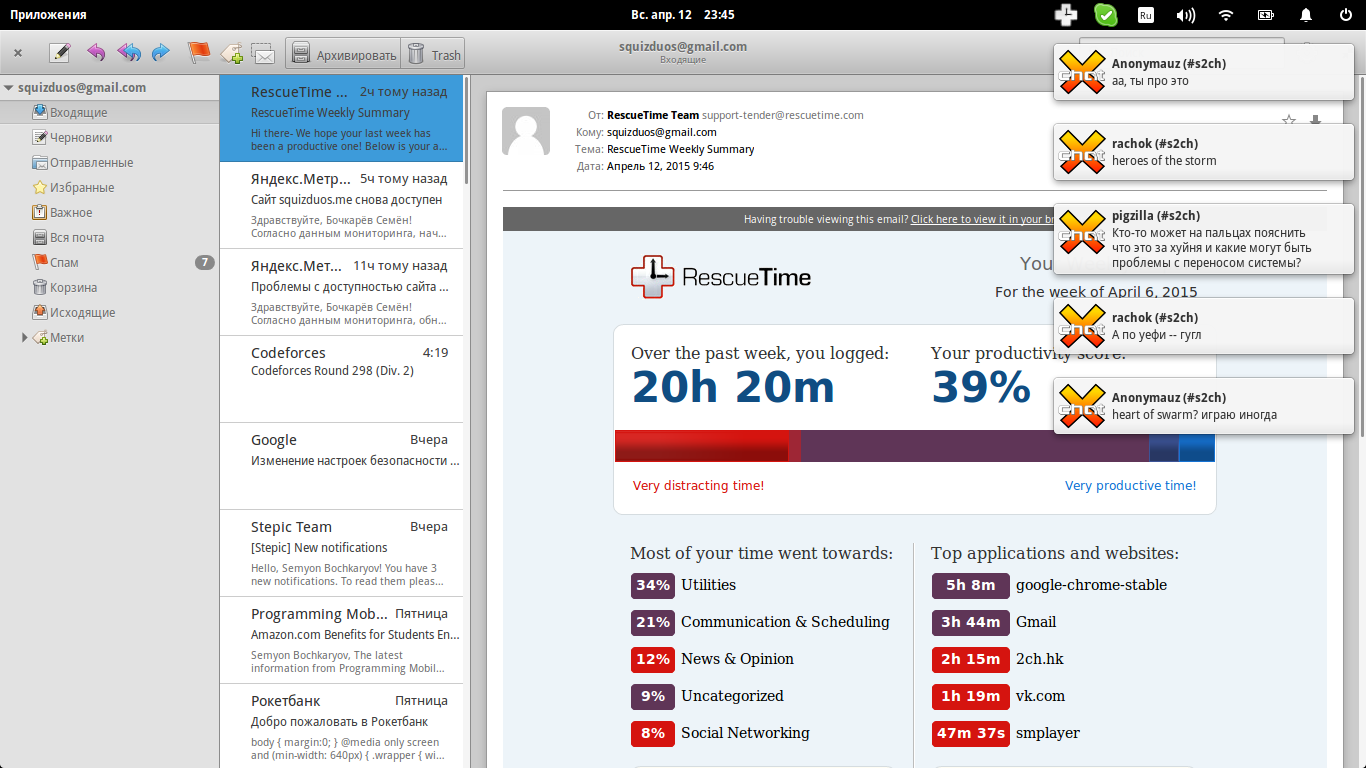 Приложения
Вс. апр. 12 23:45
Ru
squizduos@gmail.com
Входящие
Архивировать
Trash
squizduos@gmail.com
Входящие
Черновики
Отправленные
Избранные
Важное
Вся почта
Спам 7
Корзина
Исходящие
Метки
RescueTime ... 2ч тому назад
RescueTime Weekly Summary
Hi there- We hope your last week has
been a productive one! Below is your a...
Яндекс.Метр... 5ч тому назад
Сайт squizduos.me снова доступен
Здравствуйте, Бочкарёв Семён!
Согласно данным мониторинга, нач...
Яндекс.Мет... 11ч тому назад
Проблемы с доступностью сайта ...
Здравствуйте, Бочкарёв Семён!
Согласно данным мониторинга, обн...
Codeforces 4:19
Codeforces Round 298 (Div. 2)
Google Вчера
Изменение настроек безопасности ...
Stepic Team Вчера
[Stepic] New notifications
Hello, Semyon Bochkaryov! You have 3
new notifications. To read them pleas...
Programming Mob... Пятница
Amazon.com Benefits for Students En...
Semyon Bochkaryov, The latest
information from Programming Mobil...
Рокетбанк Пятница
Добро пожаловать в Рокетбанк
body { margin:0; } @media only screen
and (min-width: 640px) { .wrapper { wi...
От: RescueTime Team support-tender@rescuetime.com
Кому: squizduos@gmail.com
Тема: RescueTime Weekly Summary
Дата: Апрель 12, 2015 9:46
Having trouble viewing this email? Click here to view it in your
RescueTime
For the week of April 6, 2015
Over the past week, you logged:
20h 20m
Your productivity score:
39%
Very distracting time!
Very productive time!
Most of your time went towards:
34% Utilities
21% Communication & Scheduling
12% News & Opinion
9% Uncategorized
8% Social Networking
Top applications and websites:
5h 8m google-chrome-stable
3h 44m Gmail
2h 15m 2ch.hk
1h 19m vk.com
47m 37s smplayer
chat
Anonymauz (#s2ch)
аа, ты про это
chat
rachok (#s2ch)
heroes of the storm
chat
pigzilla (#s2ch)
Кто-то может на пальцах пояснить
что это за хуйня и какие могут быть
проблемы с переносом системы?
chat
rachok (#s2ch)
А по уефи -- гугл
chat
Anonymauz (#s2ch)
heart of swarm? играю иногда